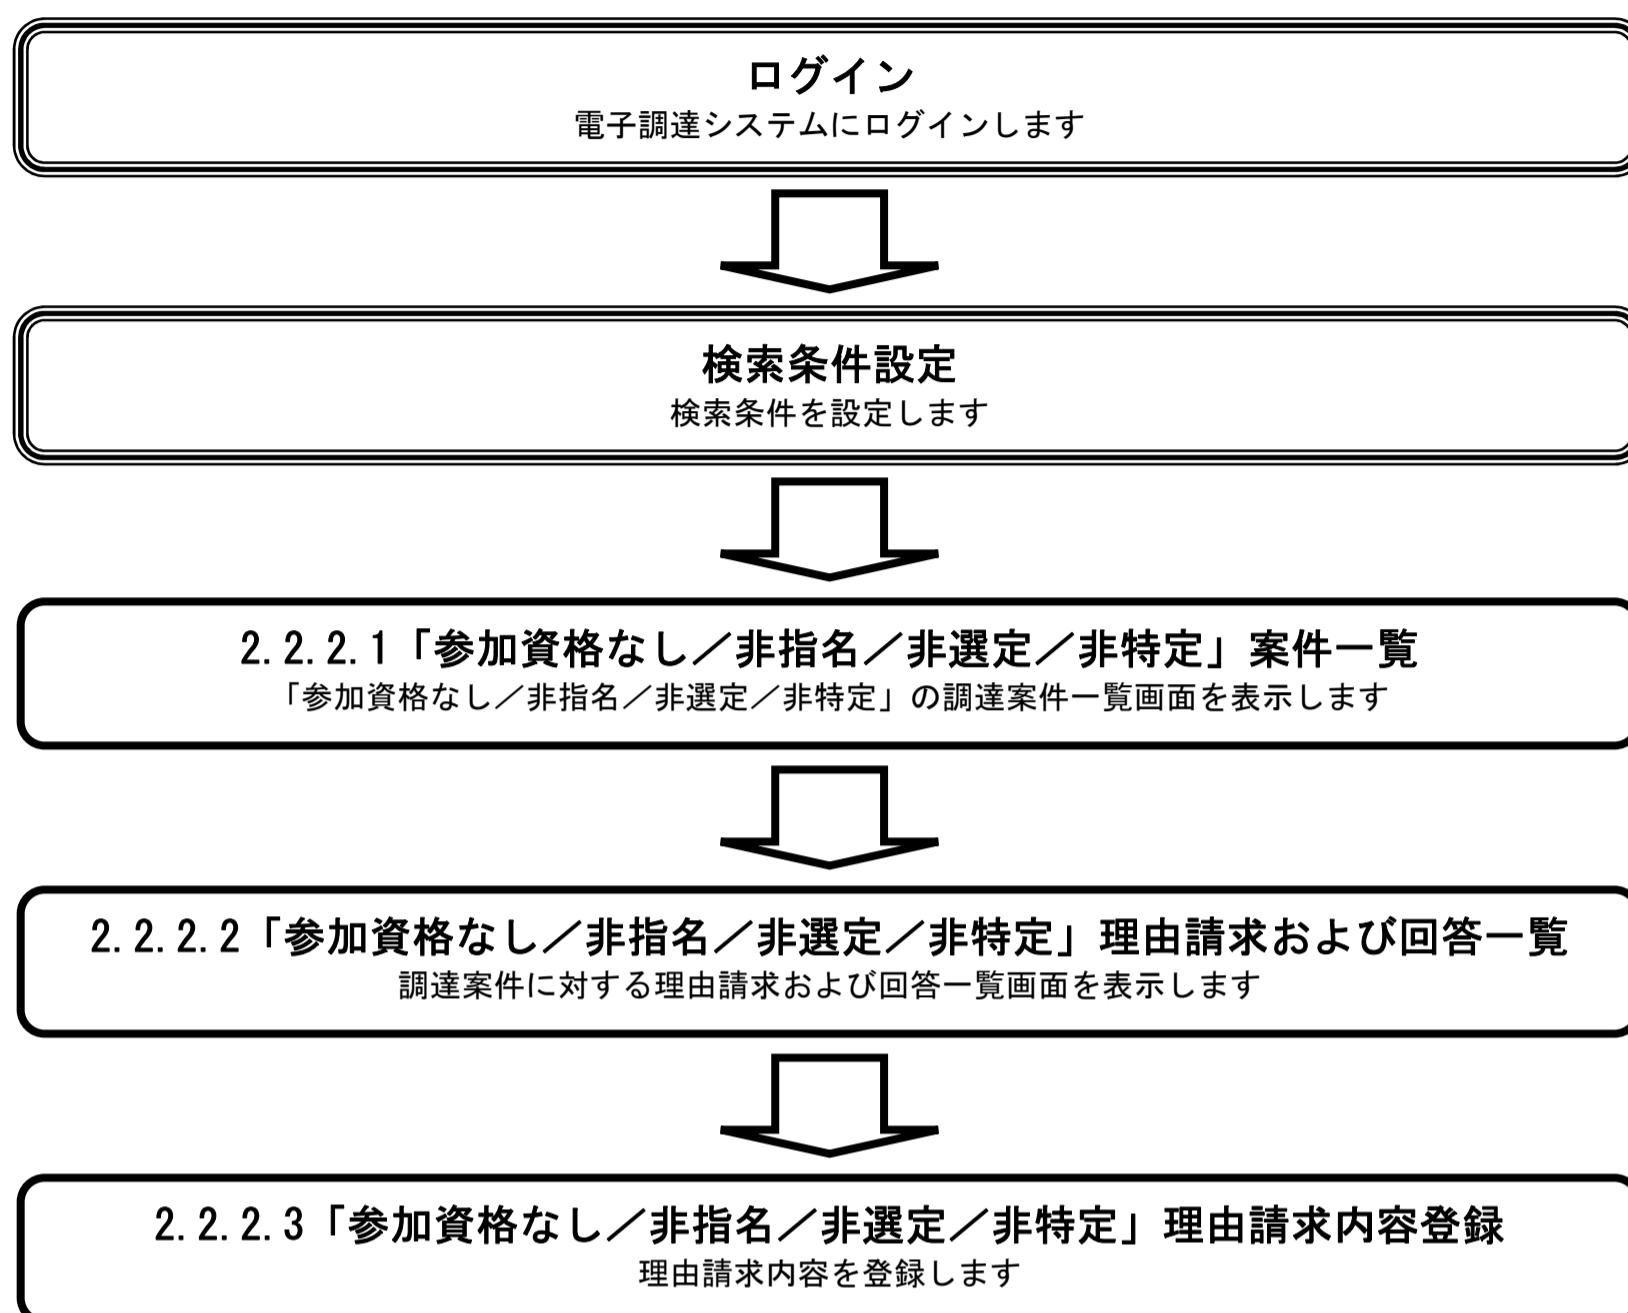 ログイン
電子調達システムにログインします
検索条件設定
検索条件を設定します
2.2.2.1「参加資格なし／非指名／非選定／非特定」案件一覧
「参加資格なし／非指名／非選定／非特定」の調達案件一覧画面を表示します
2.2.2.2「参加資格なし／非指名／非選定／非特定」理由請求および回答一覧
調達案件に対する理由請求および回答一覧画面を表示します
2.2.2.3「参加資格なし／非指名／非選定／非特定」理由請求内容登録
理由請求内容を登録します